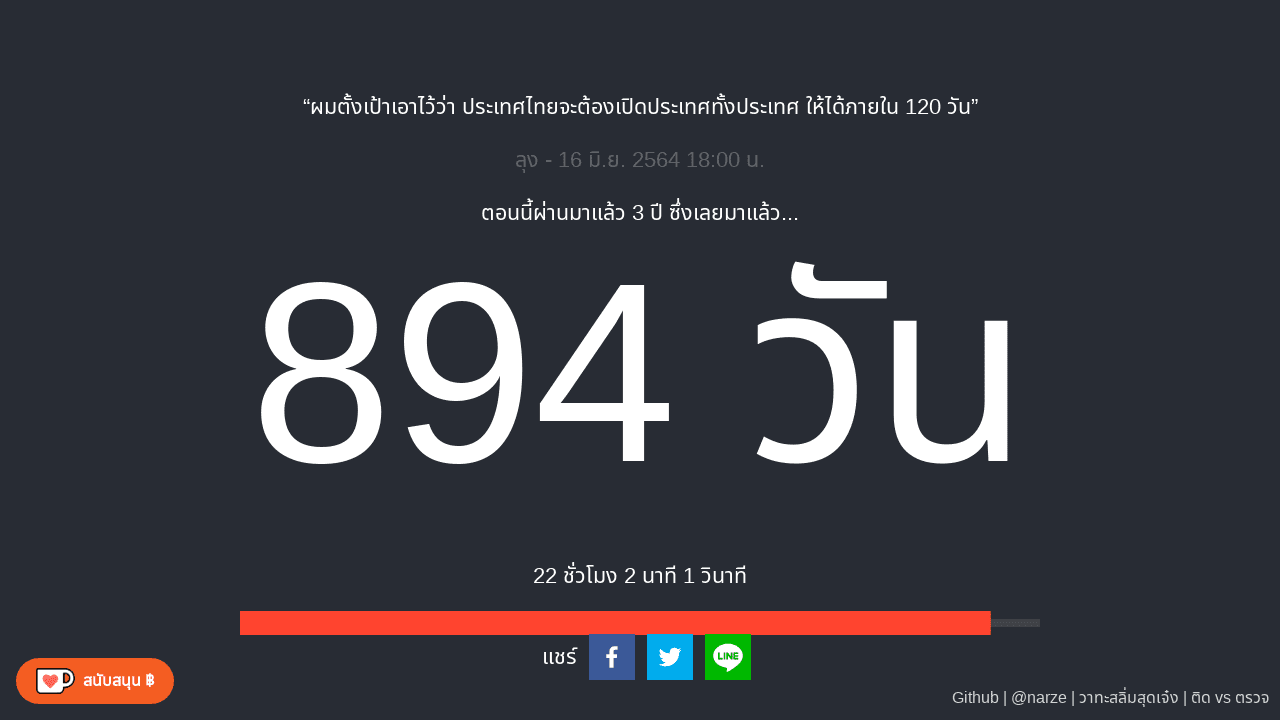 “ผมตั้งเป้าเอาไว้ว่า ประเทศไทยจะต้องเปิดประเทศทั้งประเทศ ให้ได้ภายใน 120 วัน”
ลุง - 16 มิ.ย. 2564 18:00 น.
ตอนนี้ผ่านมาแล้ว 3 ปี ซึ่งเลยมาแล้ว...
894 วัน
22 ชั่วโมง 2 นาที 1 วินาที
แชร์
LINE
สนับสนุน ฿
Github | @narze | วาทะสลิ่มสุดเจ๋ง | ติด vs ตรวจ